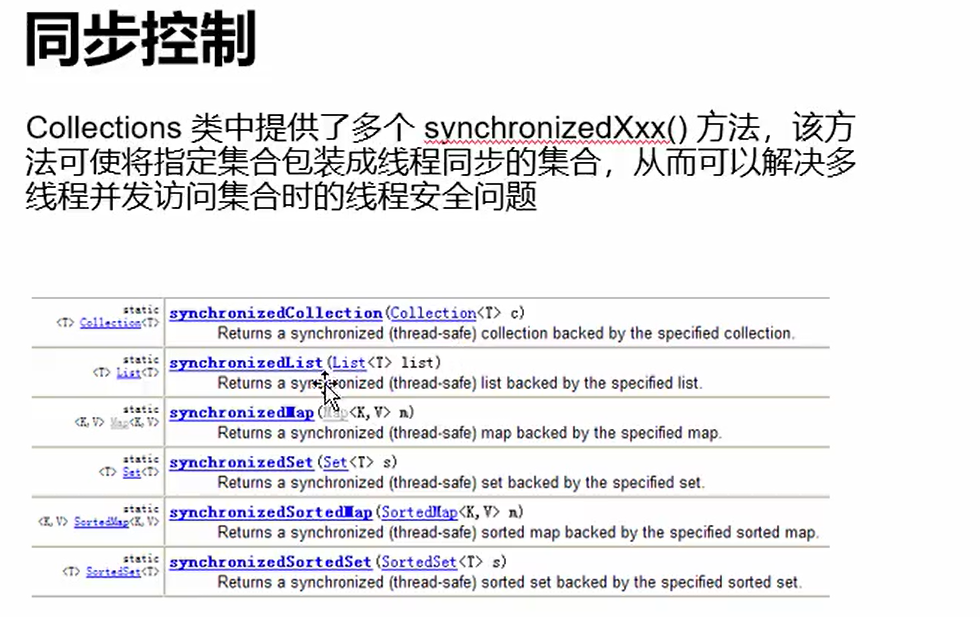 同步控制
Collections 类中提供了多个 synchronizedXxx() 方法，该方
法可使将指定集合包装成线程同步的集合，从而可以解决多
线程并发访问集合时的线程安全问题
static
<T> Collection<T>
synchronizedCollection(Collection<T> c)
Returns a synchronized (thread-safe) collection backed by the specified collection.
static
<T> List<T>
synchronizedList(List<T> list)
Returns a synchronized (thread-safe) list backed by the specified list.
static
<K,V> Map<K,V>
synchronizedMap(Map<K,V> m)
Returns a synchronized (thread-safe) map backed by the specified map.
static
<T> Set<T>
synchronizedSet(Set<T> s)
Returns a synchronized (thread-safe) set backed by the specified set.
static
<K,V> SortedMap<K,V>
synchronizedSortedMap(SortedMap<K,V> m)
Returns a synchronized (thread-safe) sorted map backed by the specified sorted map.
static
<T> SortedSet<T>
synchronizedSortedSet(SortedSet<T> s)
Returns a synchronized (thread-safe) sorted set backed by the specified sorted set.